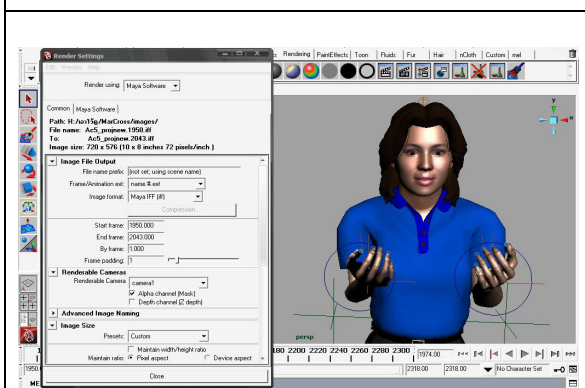 Render Settings
Edit Presets Help
Render using: Maya Software
Common Maya Software
Path: H:/
File name: Ac5_projnew.1950.iff
To: Ac5_projnew.2043.iff
Image size: 720 x 576 (10 x 8 inches 72 pixels/inch )
Image File Output
File name prefix: (not set; using scene name)
Frame/Animation ext: name.#.ext
Image format: Maya IFF (iff)
Compression...
Start frame: 1950.000
End frame: 2043.000
By frame: 1.000
Frame padding: 1
Renderable Cameras
Renderable Camera camera1
Alpha channel (Mask)
Depth channel (Z depth)
Advanced Image Naming
Image Size
Presets: Custom
Maintain width/height ratio
Maintain ratio: Pixel aspect Device aspect
Close
Rendering PaintEffects Toon Fluids Fur Hair nCloth Custom mel
y
persp
2200 2220 2240 2260 2280 2300 1974.00
2318.00 2318.00 No Character Set